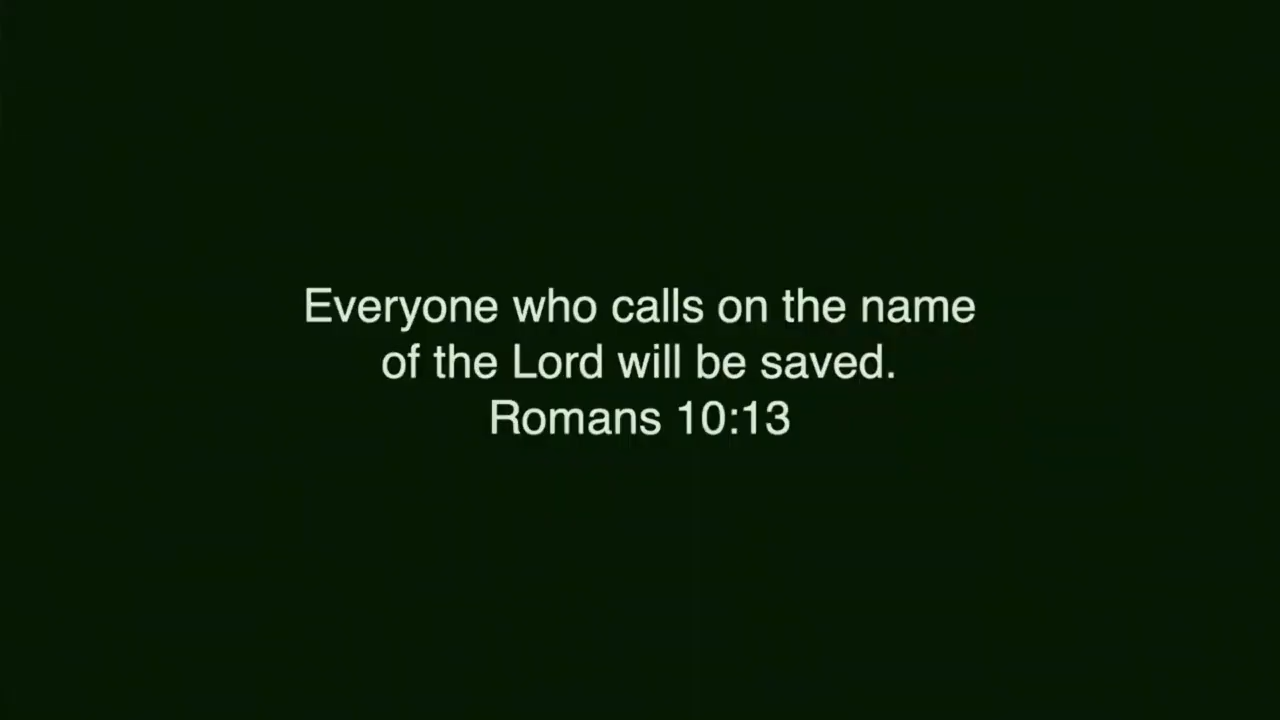 Everyone who calls on the name
of the Lord will be saved.
Romans 10:13